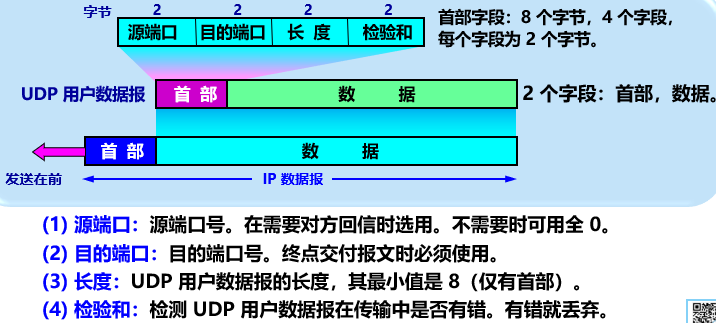 字节 2 2 2 2
源端口 目的端口 长 度 检验和
首部字段：8 个字节，4 个字段，
每个字段为 2 个字节。
UDP 用户数据报 首 部 数 据 2 个字段：首部，数据。
首 部 数 据
发送在前 IP 数据报
(1) 源端口：源端口号。在需要对方回信时选用。不需要时可用全 0。
(2) 目的端口：目的端口号。终点交付报文时必须使用。
(3) 长度：UDP 用户数据报的长度，其最小值是 8（仅有首部）。
(4) 检验和：检测 UDP 用户数据报在传输中是否有错。有错就丢弃。